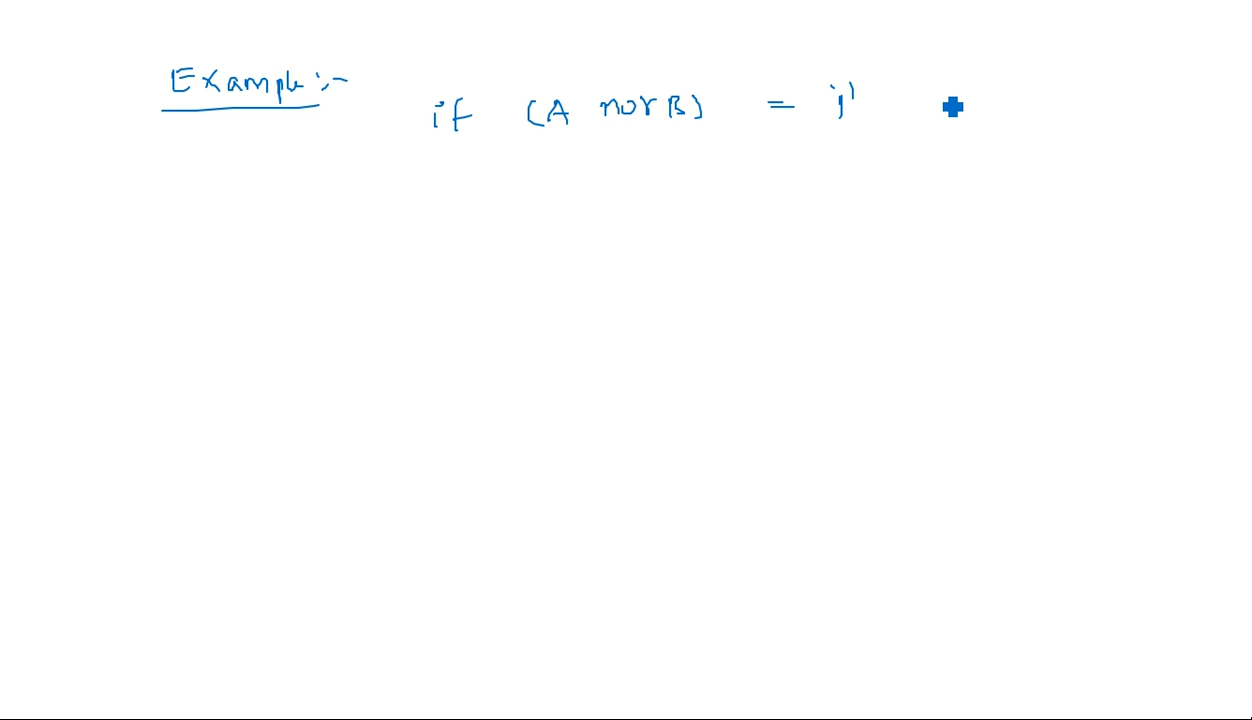 Example :-
if (A nor B) = '1'